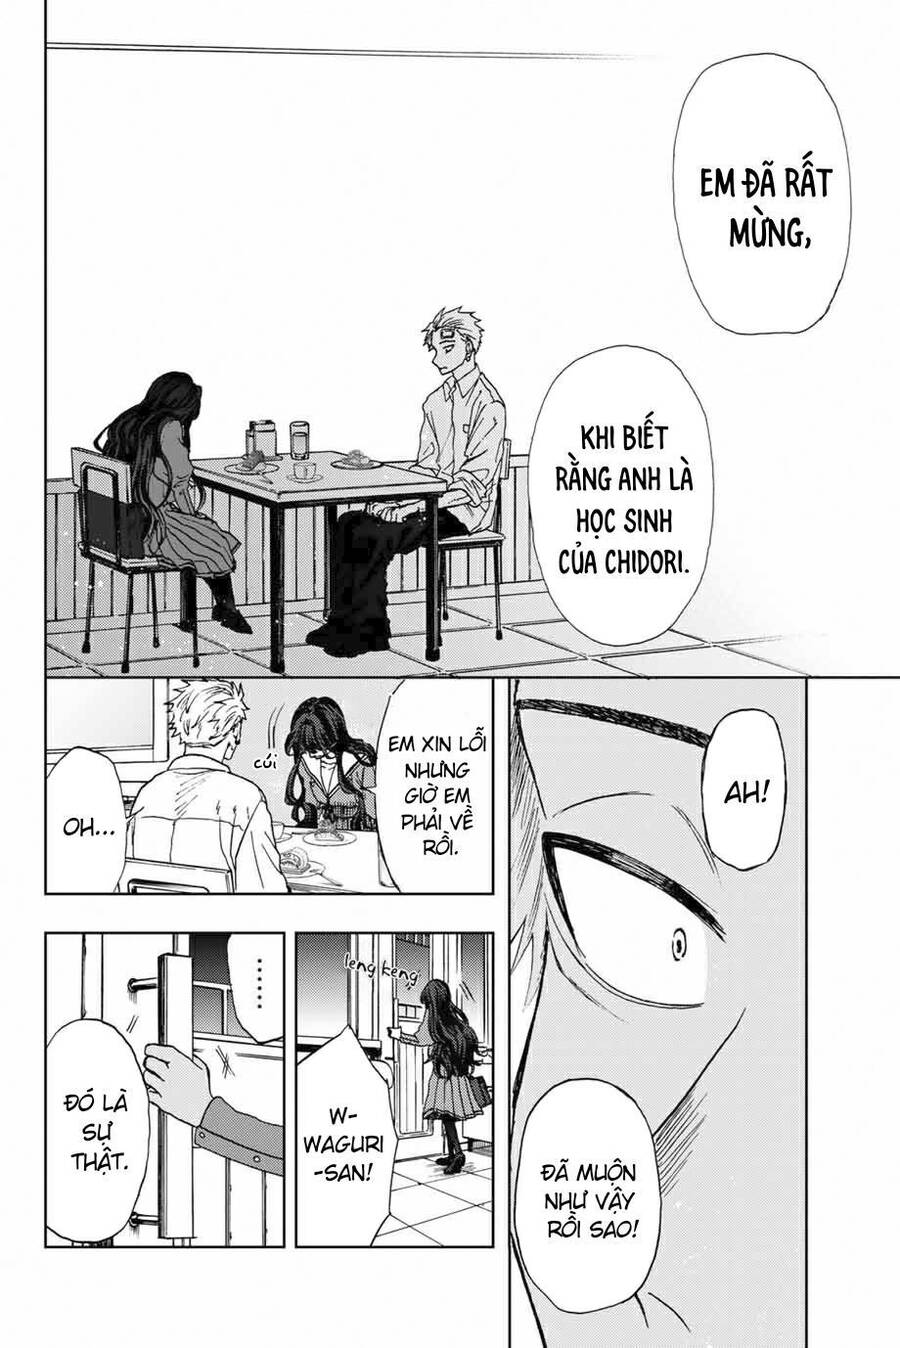 EM ĐÃ RẤT
MỪNG,
KHI BIẾT
RẰNG ANH LÀ
HỌC SINH
CỦA CHIDORI.
AH!
ĐÃ MUỘN
NHƯ VẬY
RỒI SAO!
EM XIN LỖI
NHƯNG
GIỜ EM
PHẢI VỀ
RỒI.
cúi
OH...
leng keng
W-
WAGURI
-SAN!
......
ĐÓ LÀ
SỰ
THẬT.